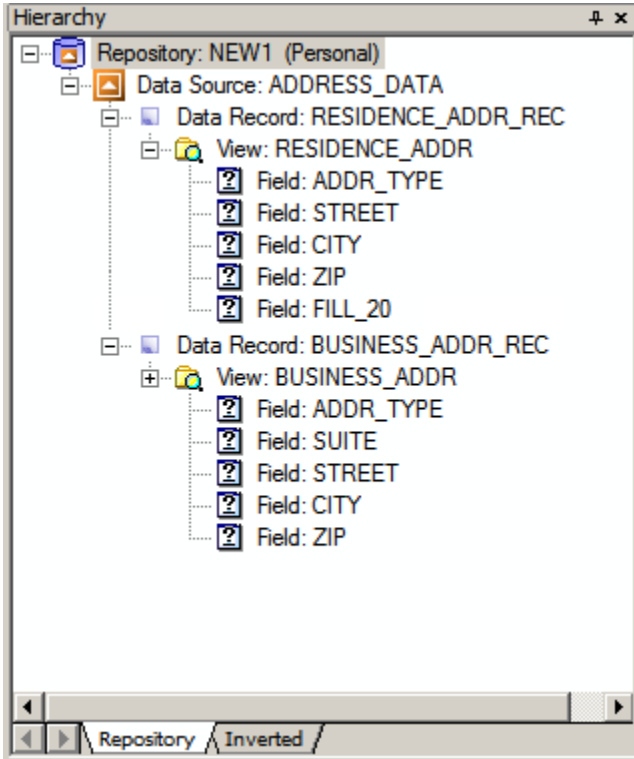 Hierarchy
Repository: NEW1 (Personal)
Data Source: ADDRESS_DATA
Data Record: RESIDENCE_ADDR_REC
View: RESIDENCE_ADDR
Field: ADDR_TYPE
Field: STREET
Field: CITY
Field: ZIP
Field: FILL_20
Data Record: BUSINESS_ADDR_REC
View: BUSINESS_ADDR
Field: ADDR_TYPE
Field: SUITE
Field: STREET
Field: CITY
Field: ZIP
Repository Inverted